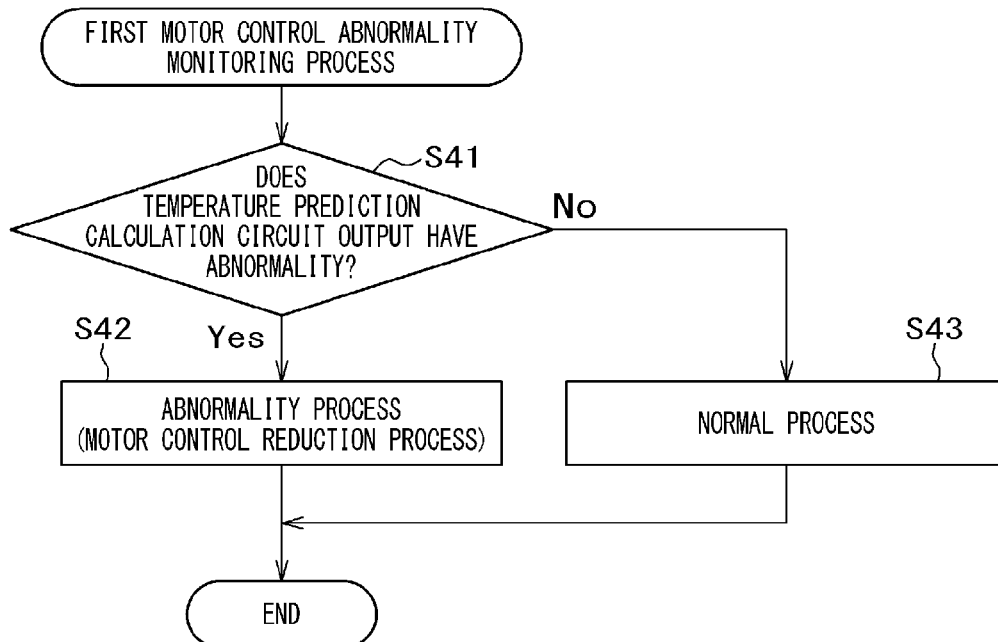 FIRST MOTOR CONTROL ABNORMALITY
MONITORING PROCESS
S41
DOES
TEMPERATURE PREDICTION
CALCULATION CIRCUIT OUTPUT HAVE
ABNORMALITY?
No
Yes
S42
S43
ABNORMALITY PROCESS
(MOTOR CONTROL REDUCTION PROCESS)
NORMAL PROCESS
END